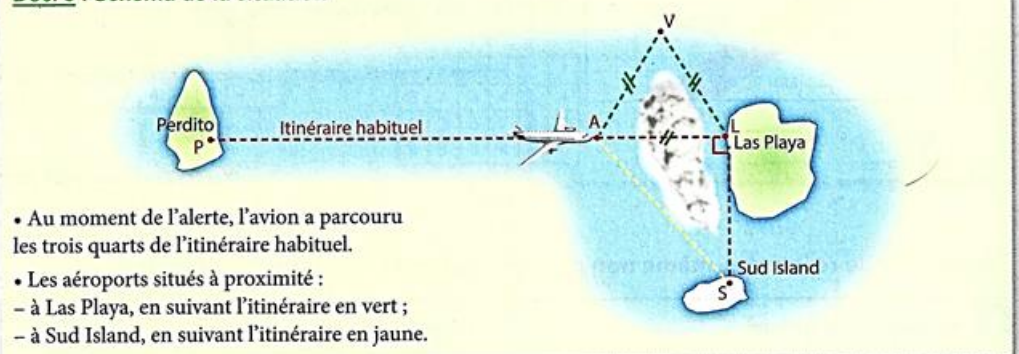 V
Perdito
P
Itinéraire habituel
A
L
Las Playa
• Au moment de l'alerte, l'avion a parcouru
les trois quarts de l'itinéraire habituel.
• Les aéroports situés à proximité :
– à Las Playa, en suivant l'itinéraire en vert ;
– à Sud Island, en suivant l'itinéraire en jaune.
Sud Island
S